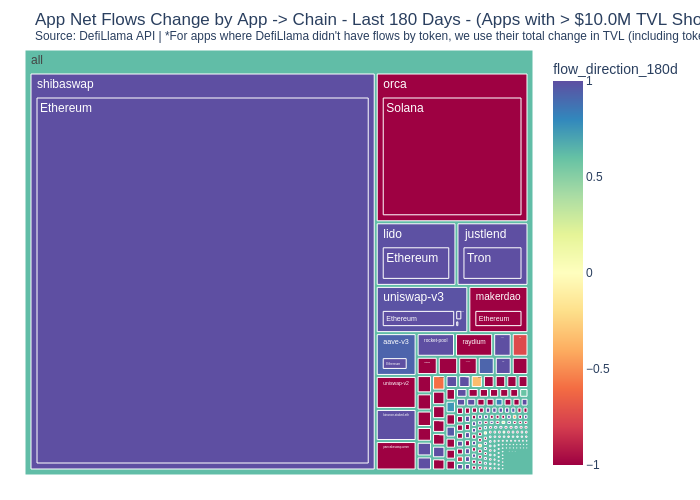 App Net Flows Change by App -> Chain - Last 180 Days - (Apps with > $10.0M TVL Sho
Source: DefiLlama API | *For apps where DefiLlama didn't have flows by token, we use their total change in TVL (including toke
all
shibaswap
Ethereum
orca
Solana
lido
Ethereum
justlend
Tron
uniswap-v3
Ethereum
makerdao
Ethereum
aave-v3
Ethereum
rocket-pool
raydium
uniswap-v2
flow_direction_180d
1
0.5
0
−0.5
−1